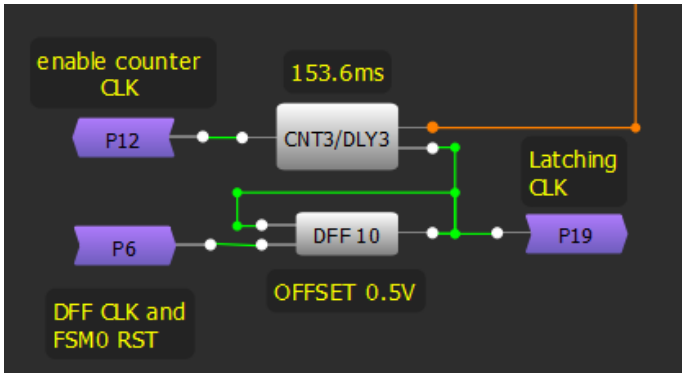 enable counter
CLK
153.6ms
P12
CNT3/DLY3
Latching
CLK
P6
DFF 10
P19
OFFSET 0.5V
DFF CLK and
FSM0 RST